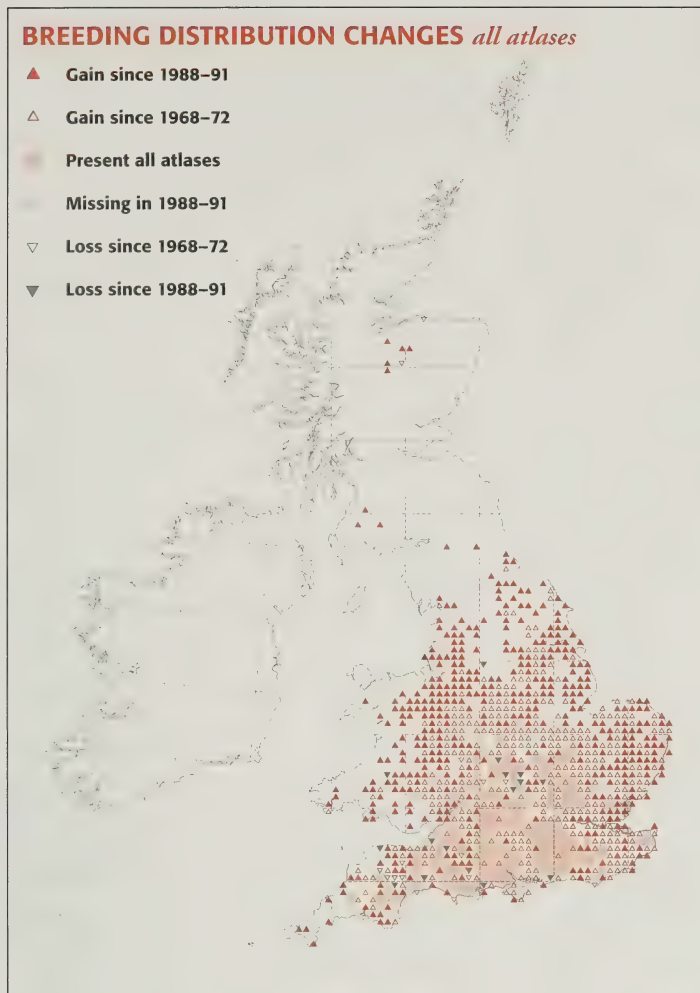 BREEDING DISTRIBUTION CHANGES all atlases
Gain since 1988–91
Gain since 1968–72
Present all atlases
Missing in 1988–91
Loss since 1968–72
Loss since 1988–91